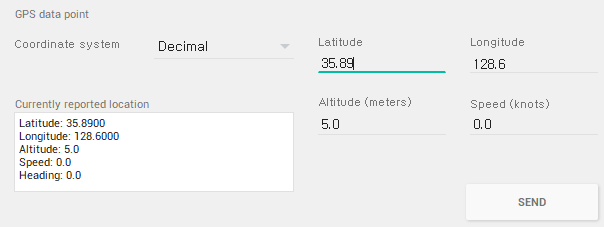 GPS data point
Coordinate system
Decimal
Latitude
35.89
Longitude
128.6
Currently reported location
Latitude: 35.8900
Longitude: 128.6000
Altitude: 5.0
Speed: 0.0
Heading: 0.0
Altitude (meters)
5.0
Speed (knots)
0.0
SEND